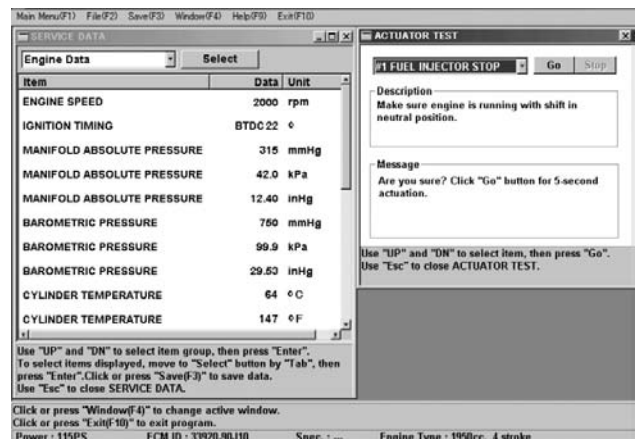 Main Menu(F1) File(F2) Save(F3) Window(F4) Help(F9) Exit(F10)
SERVICE DATA
Engine Data Select
Item Data Unit
ENGINE SPEED 2000 rpm
IGNITION TIMING BTDC 22 °
MANIFOLD ABSOLUTE PRESSURE 315 mmHg
MANIFOLD ABSOLUTE PRESSURE 42.0 kPa
MANIFOLD ABSOLUTE PRESSURE 12.40 inHg
BAROMETRIC PRESSURE 750 mmHg
BAROMETRIC PRESSURE 99.9 kPa
BAROMETRIC PRESSURE 29.53 inHg
CYLINDER TEMPERATURE 64 °C
CYLINDER TEMPERATURE 147 °F
Use "UP" and "DN" to select item group, then press "Enter".
To select items displayed, move to "Select" button by "Tab", then
press "Enter".Click or press "Save(F3)" to save data.
Use "Esc" to close SERVICE DATA.
ACTUATOR TEST
#1 FUEL INJECTOR STOP Go Stop
Description
Make sure engine is running with shift in
neutral position.
Message
Are you sure? Click "Go" button for 5-second
actuation.
Use "UP" and "DN" to select item, then press "Go".
Use "Esc" to close ACTUATOR TEST.
Click or press "Window(F4)" to change active window.
Click or press "Exit(F10)" to exit program.
Power : 115PS ECM ID : 33920-90J10 Spec. : --- Engine Type : 1950cc, 4 stroke